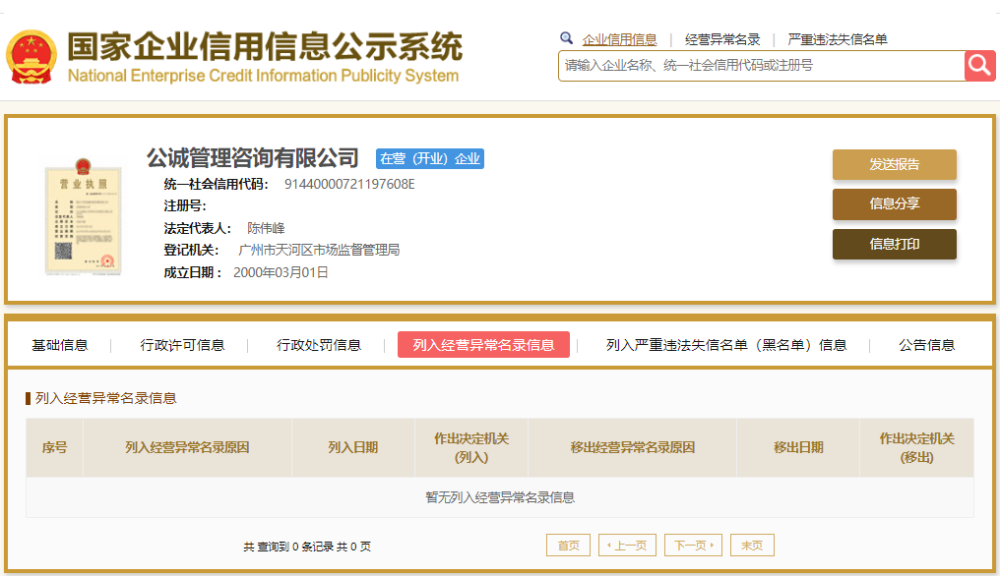 国家企业信用信息公示系统
National Enterprise Credit Information Publicity System
企业信用信息 | 经营异常名录 | 严重违法失信名单
请输入企业名称、统一社会信用代码或注册号
公诚管理咨询有限公司 在营（开业）企业
统一社会信用代码： 91440000721197608E
注册号：
法定代表人： 陈伟峰
登记机关： 广州市天河区市场监督管理局
成立日期： 2000年03月01日
营业执照
发送报告
信息分享
信息打印
基础信息 | 行政许可信息 | 行政处罚信息 | 列入经营异常名录信息 | 列入严重违法失信名单（黑名单）信息 | 公告信息
列入经营异常名录信息
序号 列入经营异常名录原因 列入日期 作出决定机关(列入) 移出经营异常名录原因 移出日期 作出决定机关(移出)
暂无列入经营异常名录信息
共 查询到 0 条记录 共 0 页 首页 上一页 下一页 末页